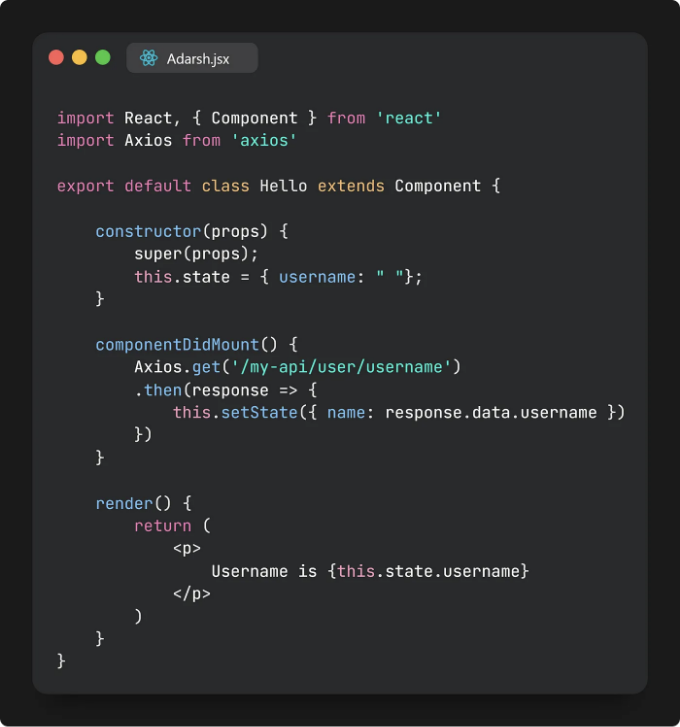 Adarsh.jsx
import React, { Component } from 'react'
import Axios from 'axios'
export default class Hello extends Component {
constructor(props) {
super(props);
this.state = { username: " "};
}
componentDidMount() {
Axios.get('/my-api/user/username')
.then(response => {
this.setState({ name: response.data.username })
})
}
render() {
return (
<p>
Username is {this.state.username}
</p>
)
}
}